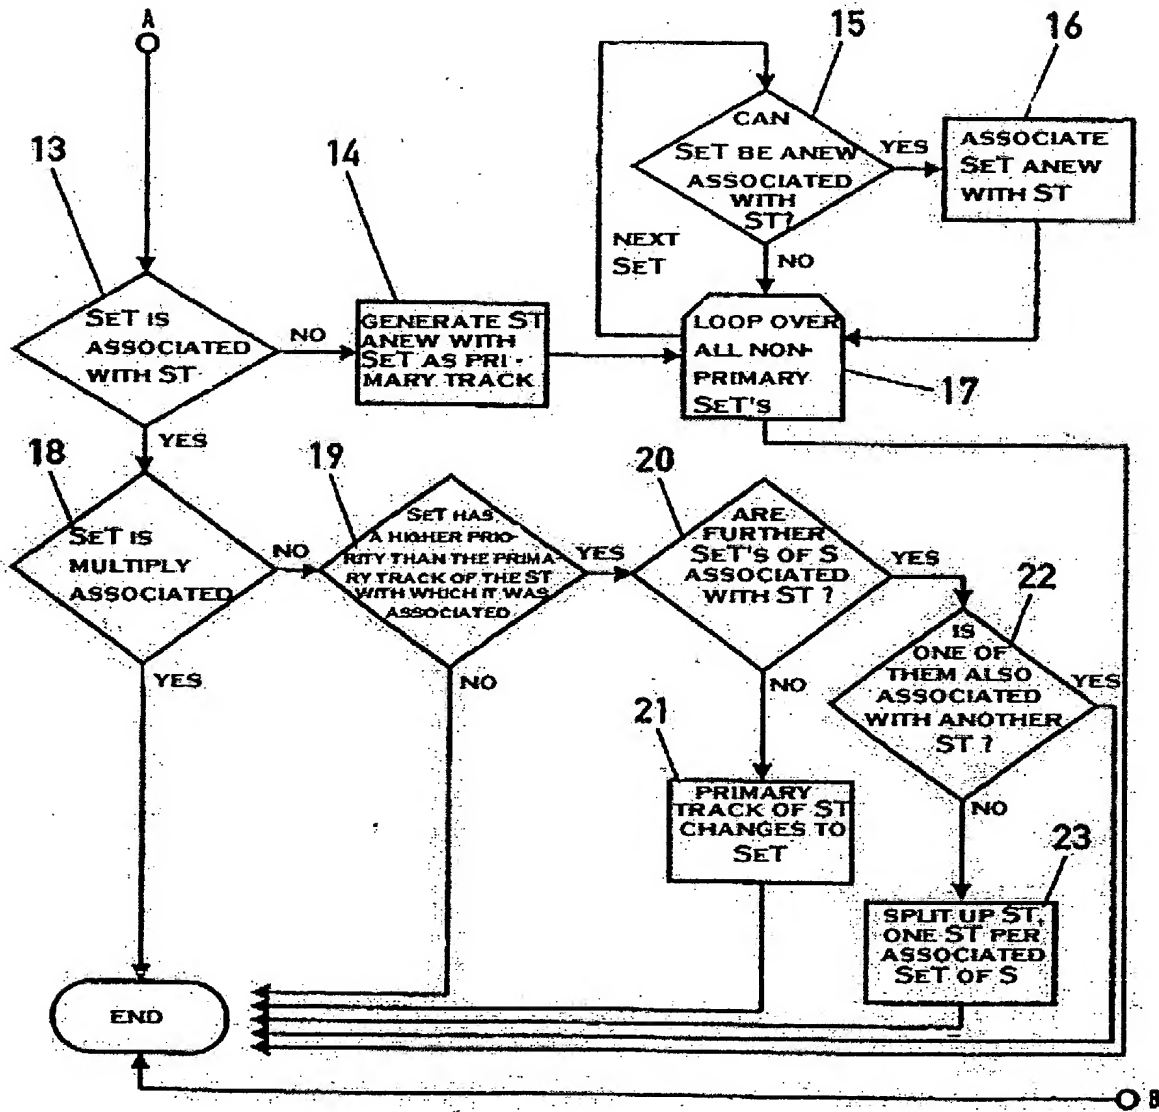 A
15
16
CAN
SET BE ANEW
ASSOCIATED
WITH
ST?
YES
ASSOCIATE
SET ANEW
WITH ST
13
14
NEXT
SET
NO
SET IS
ASSOCIATED
WITH ST
NO
GENERATE ST
ANEW WITH
SET AS PRI-
MARY TRACK
LOOP OVER
ALL NON-
PRIMARY
SET'S
17
YES
18
19
20
SET IS
MULTIPLY
ASSOCIATED
NO
SET HAS
A HIGHER PRIO-
RITY THAN THE PRIMA-
RY TRACK OF THE ST
WITH WHICH IT WAS
ASSOCIATED
YES
ARE
FURTHER
SET'S OF S
ASSOCIATED
WITH ST ?
YES
22
YES
NO
NO
IS
ONE OF
THEM ALSO
ASSOCIATED
WITH ANOTHER
ST ?
YES
21
PRIMARY
TRACK OF ST
CHANGES TO
SET
NO
23
SPLIT UP ST,
ONE ST PER
ASSOCIATED
SET OF S
END
B